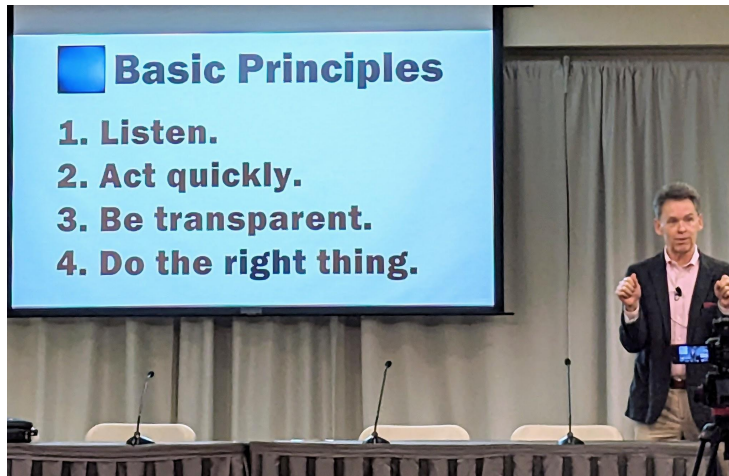 Basic Principles
1. Listen.
2. Act quickly.
3. Be transparent.
4. Do the right thing.